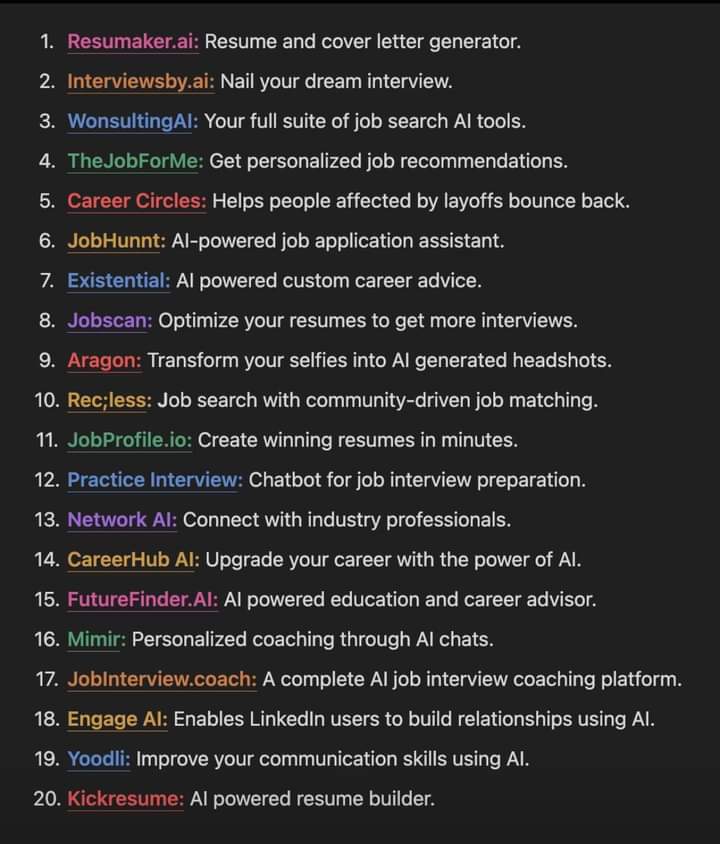 1. Resumaker.ai: Resume and cover letter generator.
2. Interviewsby.ai: Nail your dream interview.
3. WonsultingAI: Your full suite of job search AI tools.
4. TheJobForMe: Get personalized job recommendations.
5. Career Circles: Helps people affected by layoffs bounce back.
6. JobHunnt: AI-powered job application assistant.
7. Existential: AI powered custom career advice.
8. Jobscan: Optimize your resumes to get more interviews.
9. Aragon: Transform your selfies into AI generated headshots.
10. Rec;less: Job search with community-driven job matching.
11. JobProfile.io: Create winning resumes in minutes.
12. Practice Interview: Chatbot for job interview preparation.
13. Network AI: Connect with industry professionals.
14. CareerHub AI: Upgrade your career with the power of AI.
15. FutureFinder.AI: AI powered education and career advisor.
16. Mimir: Personalized coaching through AI chats.
17. JobInterview.coach: A complete AI job interview coaching platform.
18. Engage AI: Enables LinkedIn users to build relationships using AI.
19. Yoodli: Improve your communication skills using AI.
20. Kickresume: AI powered resume builder.